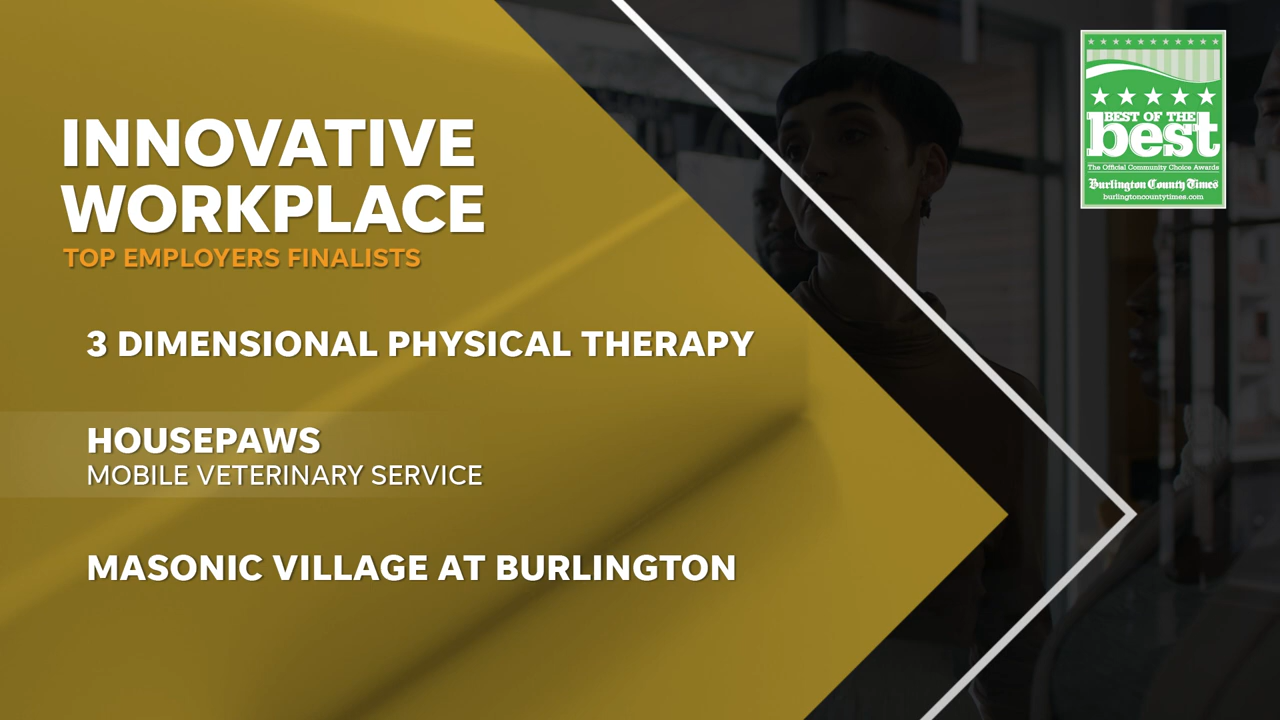 INNOVATIVE
WORKPLACE
TOP EMPLOYERS FINALISTS
3 DIMENSIONAL PHYSICAL THERAPY
HOUSEPAWS
MOBILE VETERINARY SERVICE
MASONIC VILLAGE AT BURLINGTON
BEST OF THE
best
The Official Community Choice Awards
Burlington County Times
burlingtoncountytimes.com